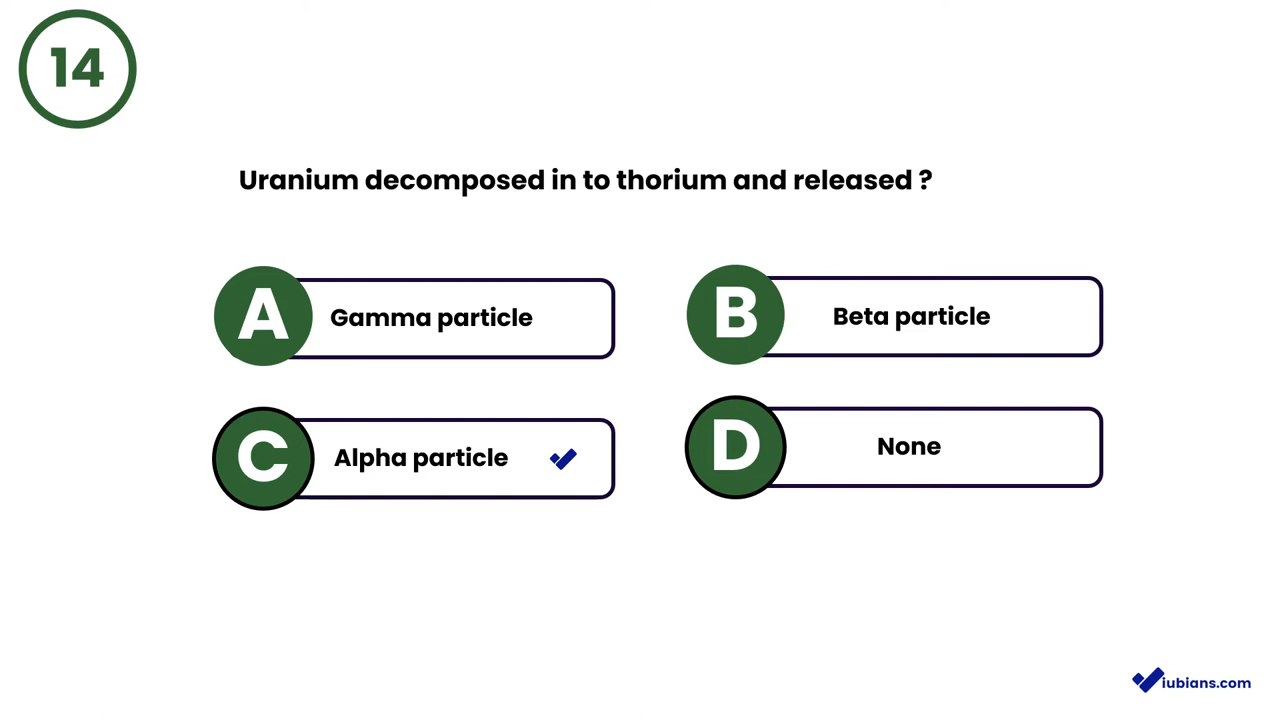 14
Uranium decomposed in to thorium and released ?
A Gamma particle
B Beta particle
C Alpha particle
D None
iubians.com